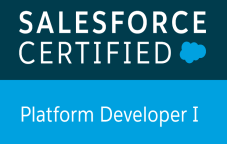 SALESFORCE
CERTIFIED
Platform Developer I